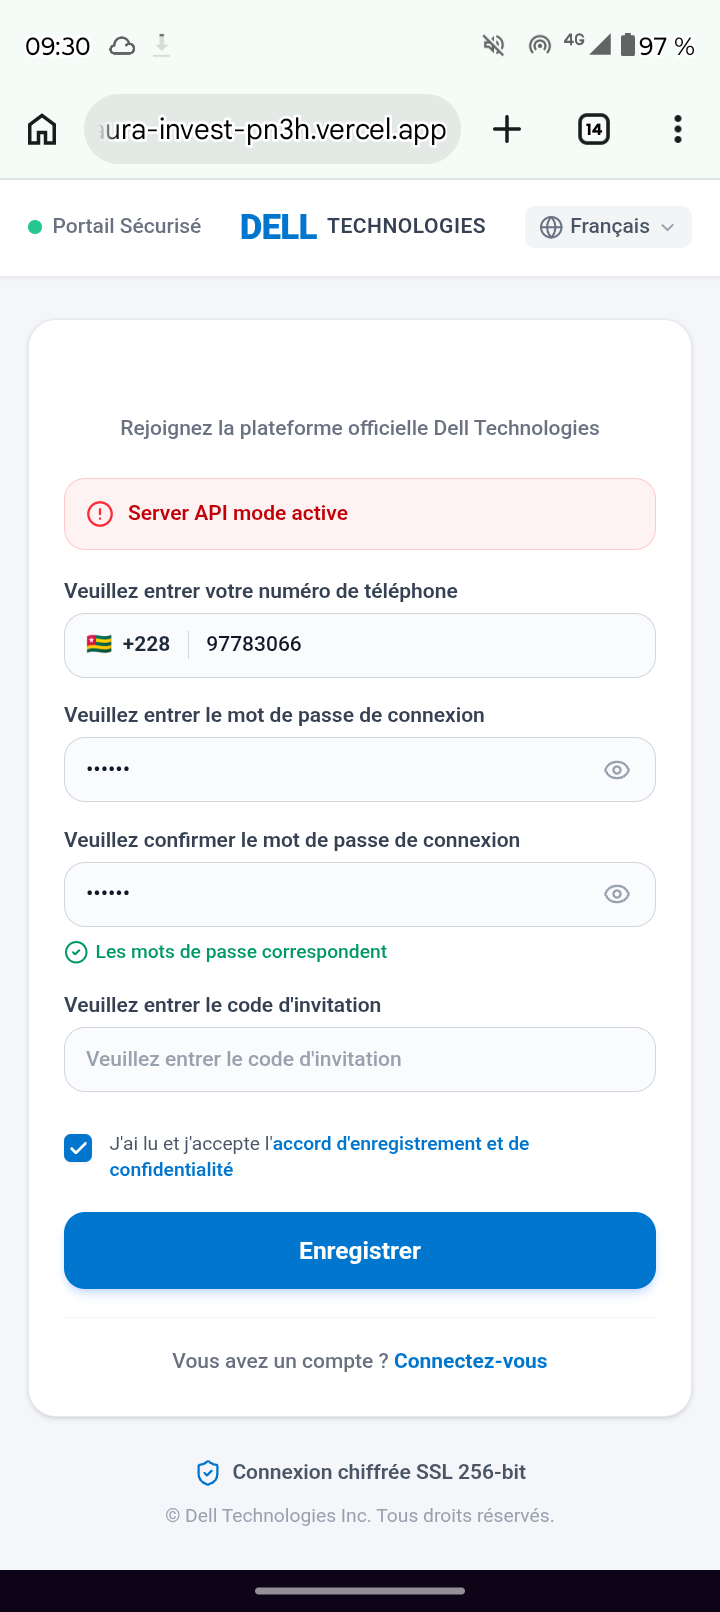 09:30
4G
97 %
aura-invest-pn3h.vercel.app
14
Portail Sécurisé
DELL TECHNOLOGIES
Français
Rejoignez la plateforme officielle Dell Technologies
Server API mode active
Veuillez entrer votre numéro de téléphone
+228 97783066
Veuillez entrer le mot de passe de connexion
••••••
Veuillez confirmer le mot de passe de connexion
••••••
Les mots de passe correspondent
Veuillez entrer le code d'invitation
Veuillez entrer le code d'invitation
J'ai lu et j'accepte l'accord d'enregistrement et de
confidentialité
Enregistrer
Vous avez un compte ? Connectez-vous
Connexion chiffrée SSL 256-bit
© Dell Technologies Inc. Tous droits réservés.